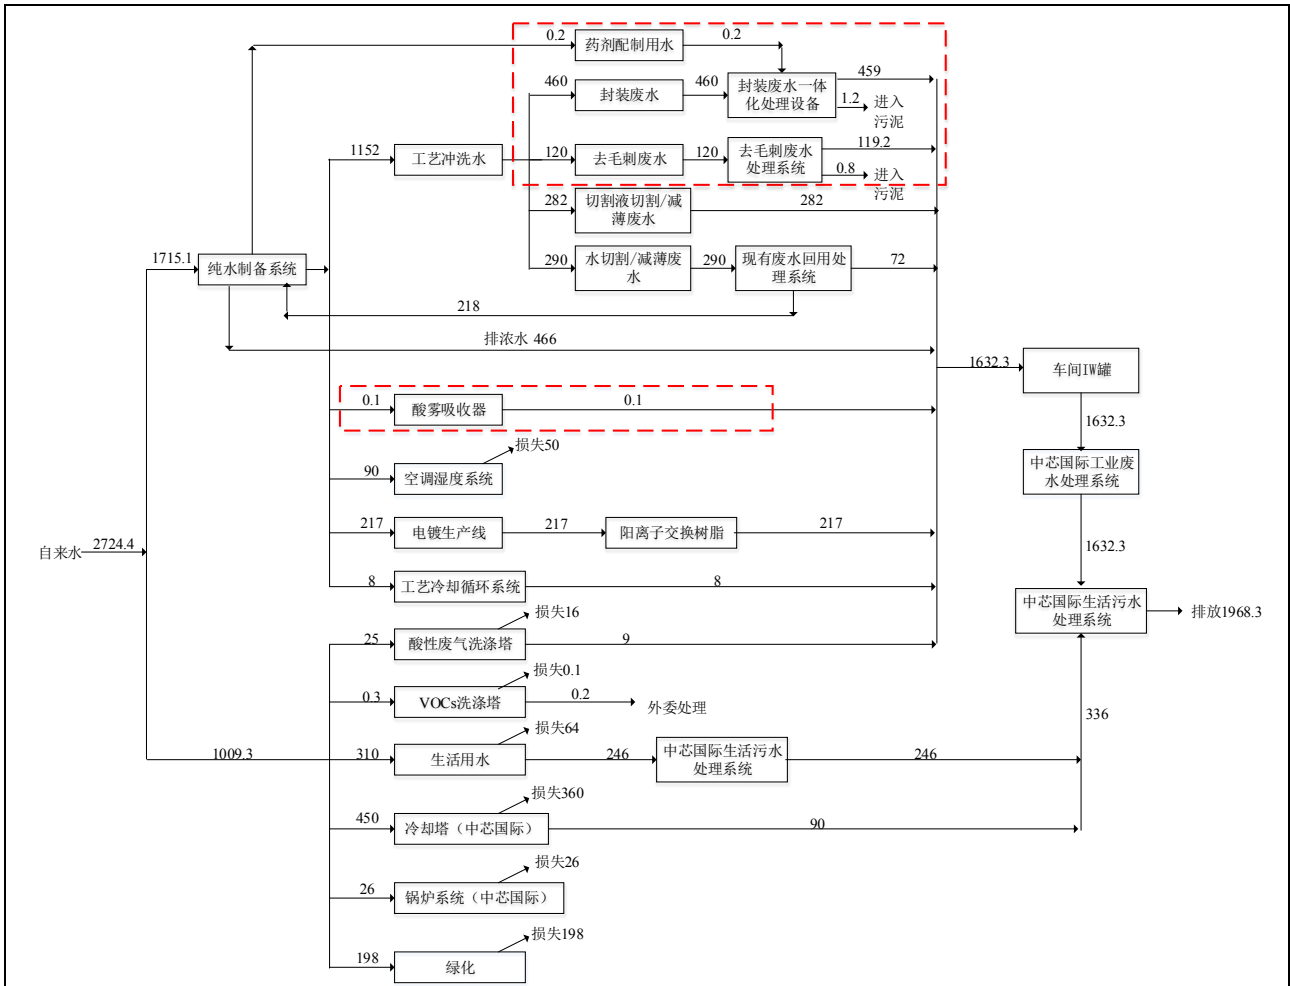 0.2
药剂配制用水
0.2
460
封装废水
460
封装废水一体
化处理设备
459
1.2
进入
污泥
1152
工艺冲洗水
120
去毛刺废水
120
去毛刺废水
处理系统
119.2
0.8
进入
污泥
282
切割液切割/减
薄废水
282
1715.1
纯水制备系统
290
水切割/减薄废
水
290
现有废水回用处
理系统
72
218
排浓水 466
1632.3
车间IW罐
0.1
酸雾吸收器
0.1
1632.3
损失50
90
空调湿度系统
中芯国际工业废
水处理系统
217
电镀生产线
217
阳离子交换树脂
217
自来水
2724.4
1632.3
8
工艺冷却循环系统
8
中芯国际生活污水
处理系统
排放1968.3
损失16
25
酸性废气洗涤塔
9
损失0.1
0.3
VOCs洗涤塔
0.2
外委处理
336
损失64
1009.3
310
生活用水
246
中芯国际生活污水
处理系统
246
损失360
450
冷却塔（中芯国际）
90
损失26
26
锅炉系统（中芯国际）
损失198
198
绿化